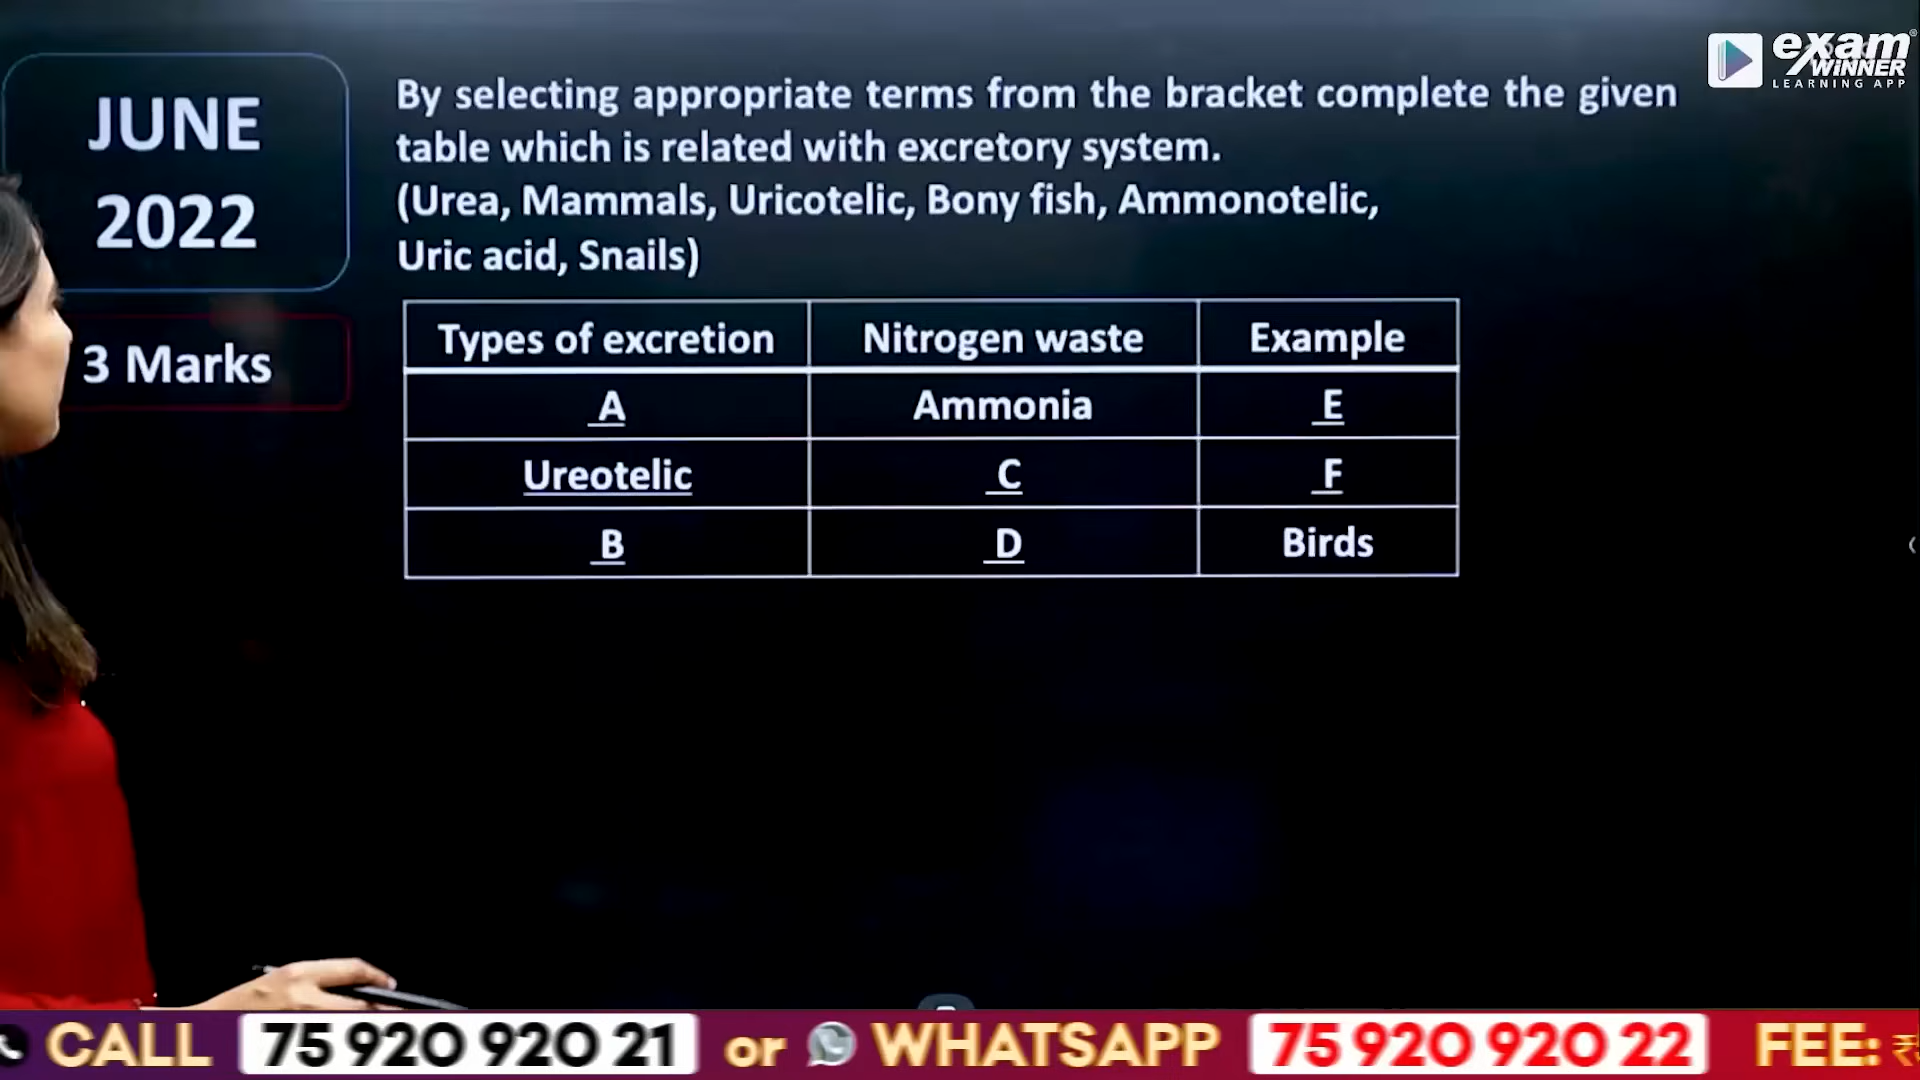 exam
WINNER
LEARNING APP
JUNE
2022
3 Marks
By selecting appropriate terms from the bracket complete the given
table which is related with excretory system.
(Urea, Mammals, Uricotelic, Bony fish, Ammonotelic,
Uric acid, Snails)
Types of excretion Nitrogen waste Example
A Ammonia E
Ureotelic C F
B D Birds
CALL 75 920 920 21 or WHATSAPP 75 920 920 22 FEE: ₹